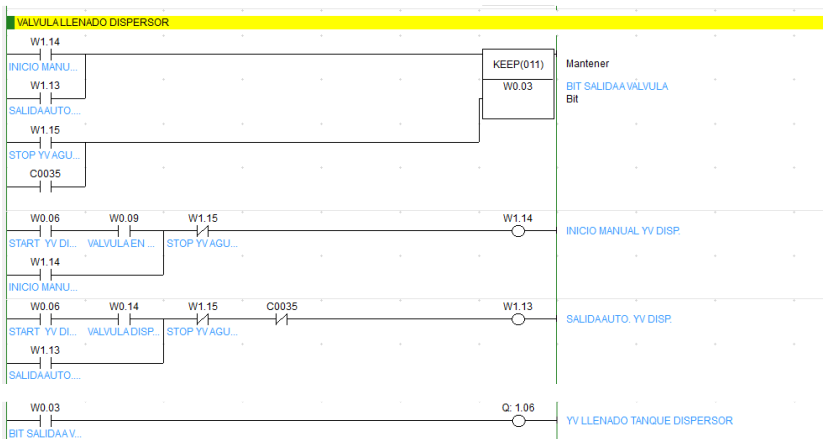 VALVULA LLENADO DISPERSOR
W1.14
INICIO MANU...
KEEP(011)
Mantener
W1.13
SALIDA AUTO....
W0.03
BIT SALIDA A VALVULA
Bit
W1.15
STOP YV AGU...
C0035
W0.06 W0.09 W1.15 W1.14
START YV DI... VALVULA EN ... STOP YV AGU... INICIO MANUAL YV DISP.
W1.14
INICIO MANU...
W0.06 W0.14 W1.15 C0035 W1.13
START YV DI... VALVULA DISP... STOP YV AGU... SALIDA AUTO. YV DISP.
W1.13
SALIDA AUTO....
W0.03 Q: 1.06
BIT SALIDA A V... YV LLENADO TANQUE DISPERSOR